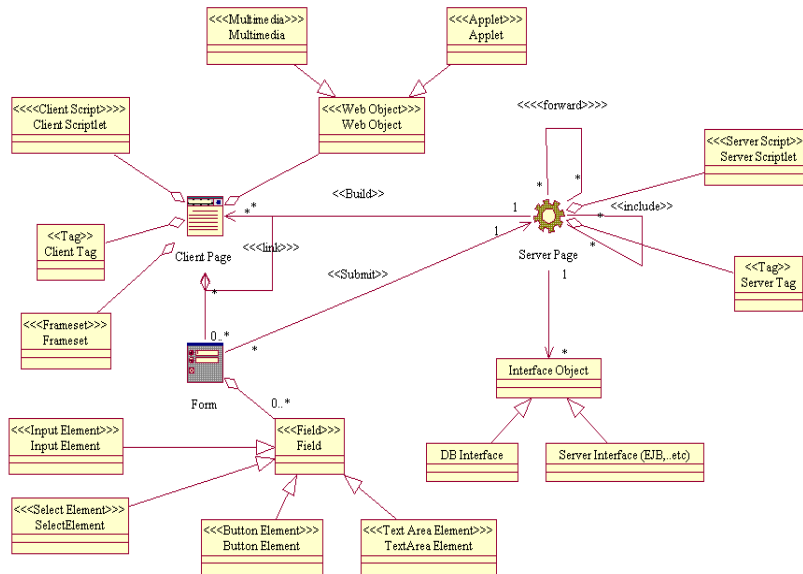 <<<Multimedia>>>
Multimedia
<<<Applet>>>
Applet
<<<<Client Script>>>>
Client Scriptlet
<<<Web Object>>>
Web Object
<<<<forward>>>>
<<<Server Script>>>
Server Scriptlet
*
*
<<Build>>
*
*
1
*
<<include>>
<<Tag>>
Client Tag
<<<link>>>
1
*
Client Page
Server Page
<<Tag>>
Server Tag
<<Submit>>
1
*
<<<Frameset>>>
Frameset
0..*
*
*
Interface Object
Form
0..*
<<<Input Element>>>
Input Element
<<<Field>>>
Field
DB Interface
Server Interface (EJB,..etc)
<<<Select Element>>>
SelectElement
<<<Button Element>>>
Button Element
<<<Text Area Element>>>
TextArea Element